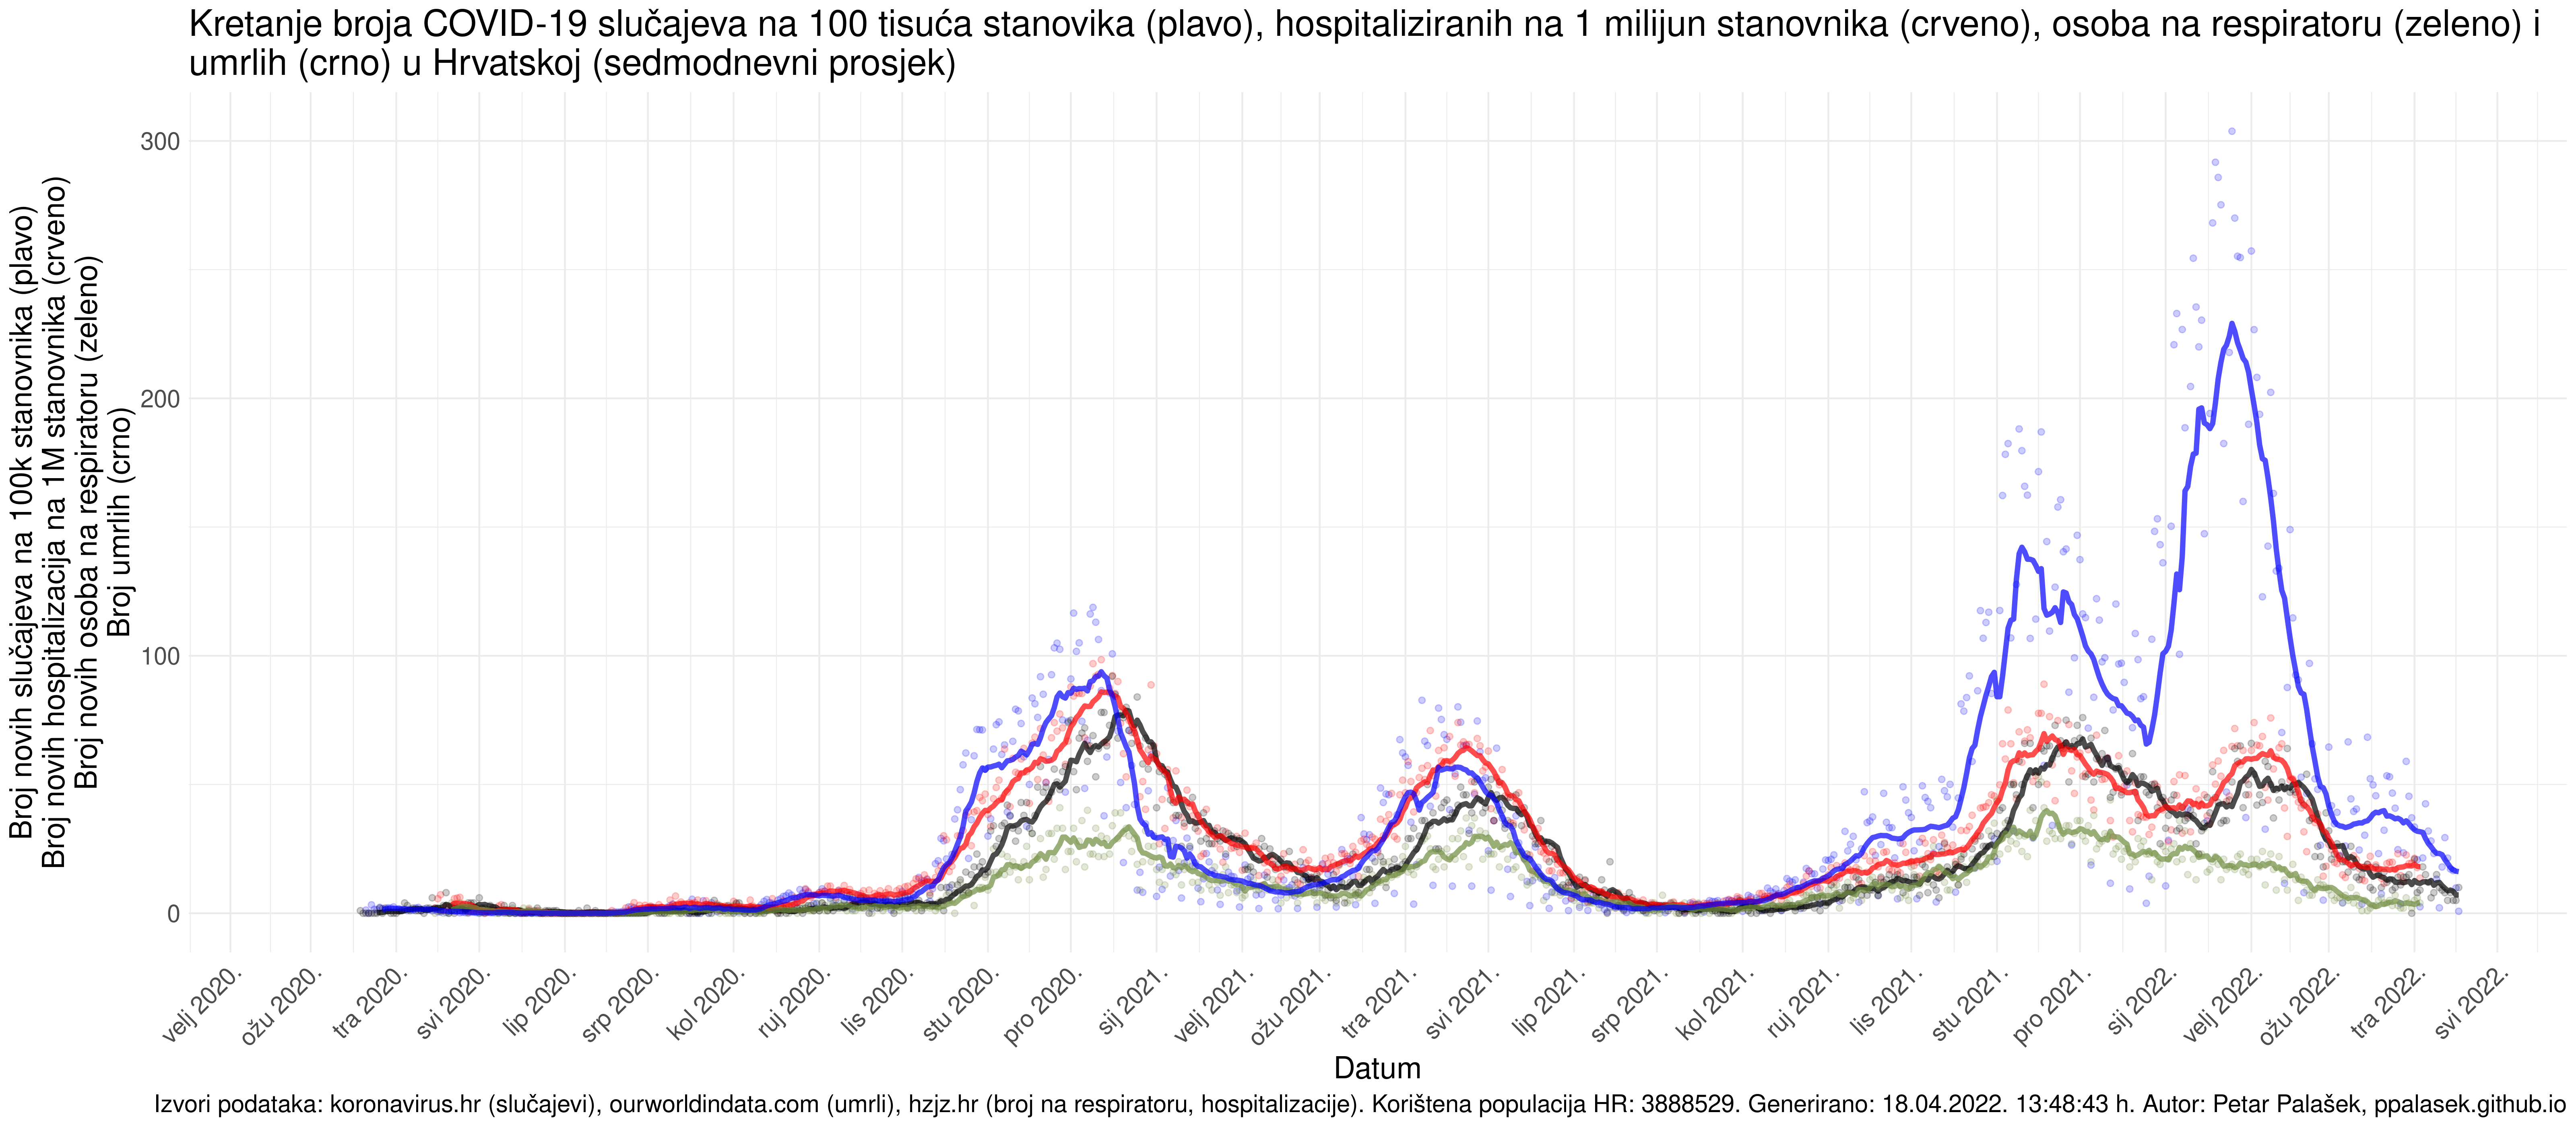 Kretanje broja COVID-19 slučajeva na 100 tisuća stanovika (plavo), hospitaliziranih na 1 milijun stanovnika (crveno), osoba na respiratoru (zeleno) i
umrlih (crno) u Hrvatskoj (sedmodnevni prosjek)
Broj novih slučajeva na 100k stanovnika (plavo)
Broj novih hospitalizacija na 1M stanovnika (crveno)
Broj novih osoba na respiratoru (zeleno)
Broj umrlih (crno)
300
200
100
0
velj 2020.
ožu 2020.
tra 2020.
svi 2020.
lip 2020.
srp 2020.
kol 2020.
ruj 2020.
lis 2020.
stu 2020.
pro 2020.
sij 2021.
velj 2021.
ožu 2021.
tra 2021.
svi 2021.
lip 2021.
srp 2021.
kol 2021.
ruj 2021.
lis 2021.
stu 2021.
pro 2021.
sij 2022.
velj 2022.
ožu 2022.
tra 2022.
svi 2022.
Datum
Izvori podataka: koronavirus.hr (slučajevi), ourworldindata.com (umrli), hzjz.hr (broj na respiratoru, hospitalizacije). Korištena populacija HR: 3888529. Generirano: 18.04.2022. 13:48:43 h. Autor: Petar Palašek, ppalasek.github.io